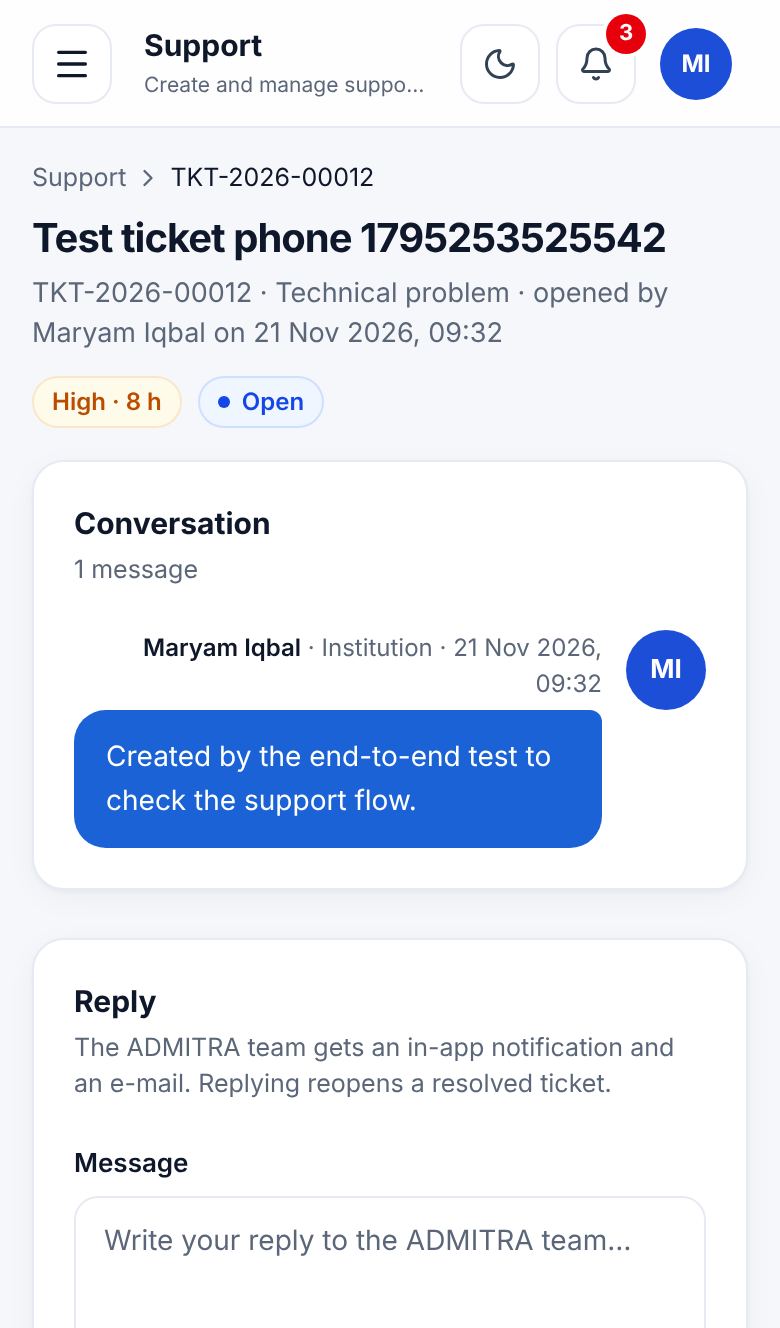 Support
Create and manage suppo...
3
MI
Support > TKT-2026-00012
Test ticket phone 1795253525542
TKT-2026-00012 · Technical problem · opened by
Maryam Iqbal on 21 Nov 2026, 09:32
High · 8 h
Open
Conversation
1 message
Maryam Iqbal · Institution · 21 Nov 2026,
09:32
MI
Created by the end-to-end test to
check the support flow.
Reply
The ADMITRA team gets an in-app notification and
an e-mail. Replying reopens a resolved ticket.
Message
Write your reply to the ADMITRA team...